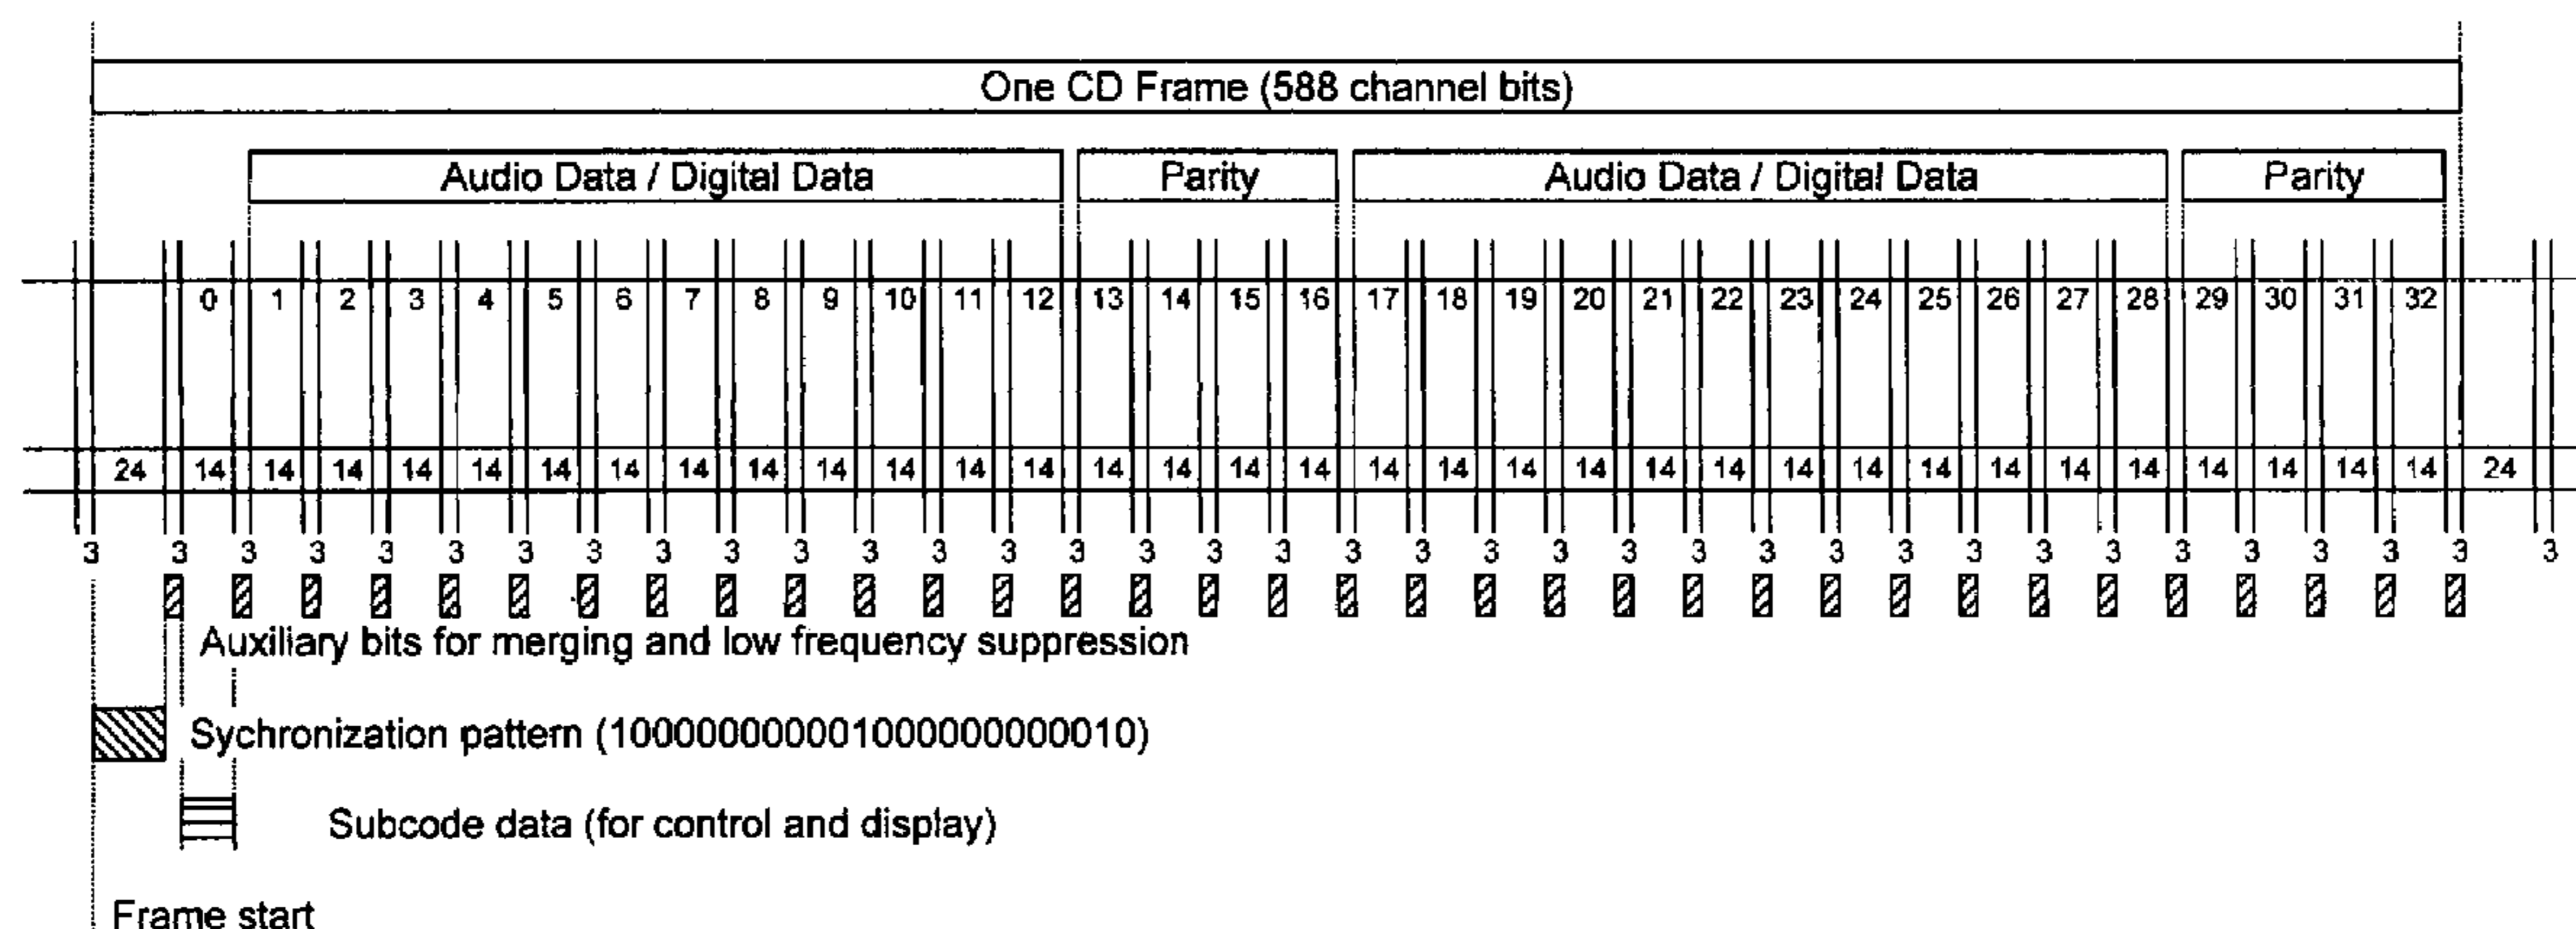 One CD Frame (588 channel bits)
Audio Data / Digital Data Parity Audio Data / Digital Data Parity
0 1 2 3 4 5 6 7 8 9 10 11 12 13 14 15 16 17 18 19 20 21 22 23 24 25 26 27 28 29 30 31 32
24 14 14 14 14 14 14 14 14 14 14 14 14 14 14 14 14 14 14 14 14 14 14 14 14 14 14 14 14 14 14 14 14 14 24
3 3 3 3 3 3 3 3 3 3 3 3 3 3 3 3 3 3 3 3 3 3 3 3 3 3 3 3 3 3 3 3 3 3 3 3
Auxiliary bits for merging and low frequency suppression
Sychronization pattern (100000000001000000000010)
Subcode data (for control and display)
Frame start